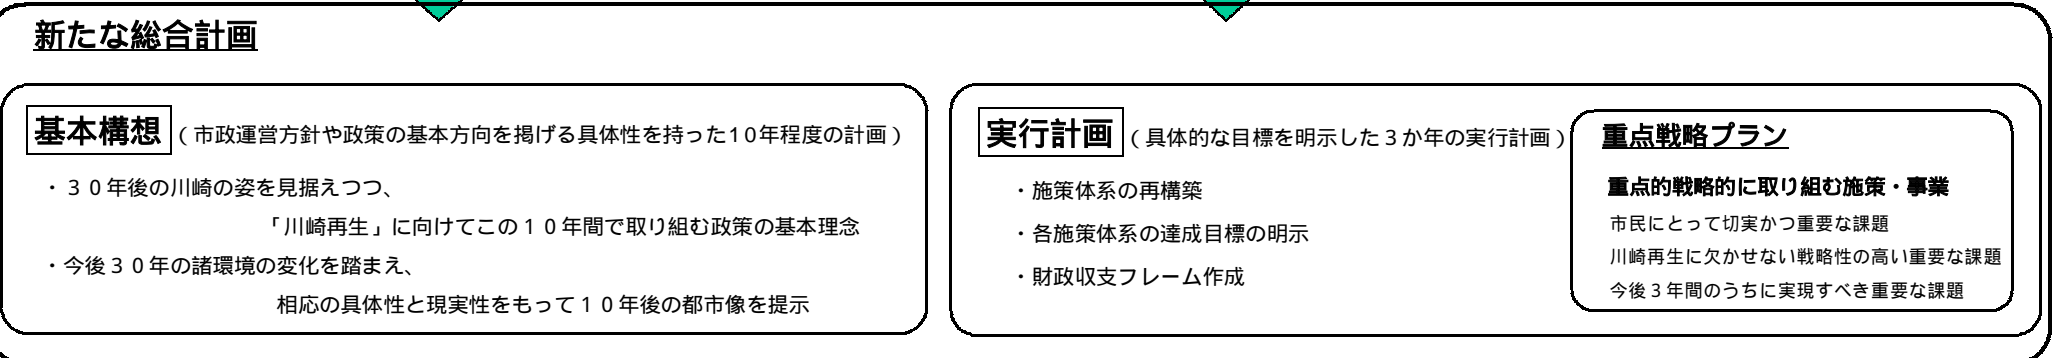 新たな総合計画
基本構想（市政運営方針や政策の基本方向を掲げる具体性を持った１０年程度の計画）
・３０年後の川崎の姿を見据えつつ、
「川崎再生」に向けてこの１０年間で取り組む政策の基本理念
・今後３０年の諸環境の変化を踏まえ、
相応の具体性と現実性をもって１０年後の都市像を提示
実行計画（具体的な目標を明示した３か年の実行計画）
・施策体系の再構築
・各施策体系の達成目標の明示
・財政収支フレーム作成
重点戦略プラン
重点的戦略的に取り組む施策・事業
市民にとって切実かつ重要な課題
川崎再生に欠かせない戦略性の高い重要な課題
今後３年間のうちに実現すべき重要な課題